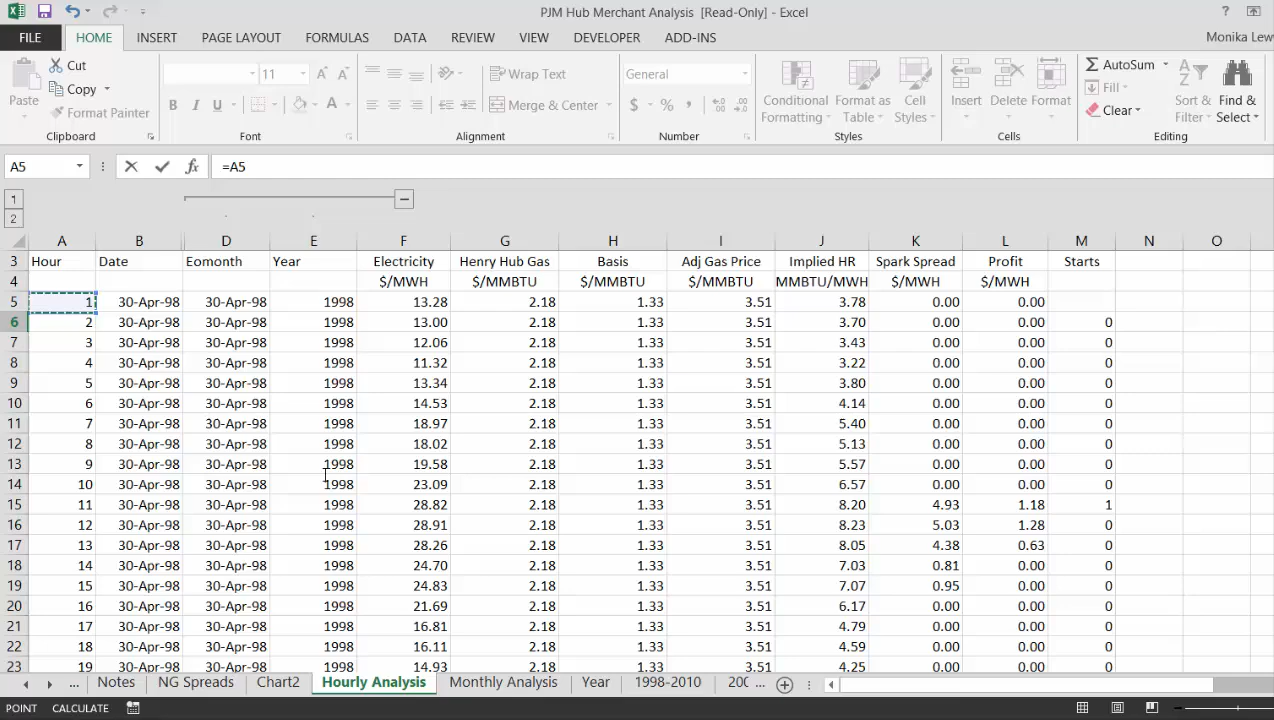 PJM Hub Merchant Analysis [Read-Only] - Excel
FILE HOME INSERT PAGE LAYOUT FORMULAS DATA REVIEW VIEW DEVELOPER ADD-INS Monika Lew
Paste
Cut
Copy
Format Painter
Clipboard
11
Font
Wrap Text
Merge & Center
Alignment
General
Number
Conditional Formatting
Format as Table
Cell Styles
Styles
Insert Delete Format
Cells
AutoSum
Fill
Clear
Sort & Filter
Find & Select
Editing
A5 =A5
1
2
A B D E F G H I J K L M N O
3 Hour Date Eomonth Year Electricity Henry Hub Gas Basis Adj Gas Price Implied HR Spark Spread Profit Starts
4 $/MWH $/MMBTU $/MMBTU $/MMBTU MMBTU/MWH $/MWH $/MWH
5 1 30-Apr-98 30-Apr-98 1998 13.28 2.18 1.33 3.51 3.78 0.00 0.00
6 2 30-Apr-98 30-Apr-98 1998 13.00 2.18 1.33 3.51 3.70 0.00 0.00 0
7 3 30-Apr-98 30-Apr-98 1998 12.06 2.18 1.33 3.51 3.43 0.00 0.00 0
8 4 30-Apr-98 30-Apr-98 1998 11.32 2.18 1.33 3.51 3.22 0.00 0.00 0
9 5 30-Apr-98 30-Apr-98 1998 13.34 2.18 1.33 3.51 3.80 0.00 0.00 0
10 6 30-Apr-98 30-Apr-98 1998 14.53 2.18 1.33 3.51 4.14 0.00 0.00 0
11 7 30-Apr-98 30-Apr-98 1998 18.97 2.18 1.33 3.51 5.40 0.00 0.00 0
12 8 30-Apr-98 30-Apr-98 1998 18.02 2.18 1.33 3.51 5.13 0.00 0.00 0
13 9 30-Apr-98 30-Apr-98 1998 19.58 2.18 1.33 3.51 5.57 0.00 0.00 0
14 10 30-Apr-98 30-Apr-98 1998 23.09 2.18 1.33 3.51 6.57 0.00 0.00 0
15 11 30-Apr-98 30-Apr-98 1998 28.82 2.18 1.33 3.51 8.20 4.93 1.18 1
16 12 30-Apr-98 30-Apr-98 1998 28.91 2.18 1.33 3.51 8.23 5.03 1.28 0
17 13 30-Apr-98 30-Apr-98 1998 28.26 2.18 1.33 3.51 8.05 4.38 0.63 0
18 14 30-Apr-98 30-Apr-98 1998 24.70 2.18 1.33 3.51 7.03 0.81 0.00 0
19 15 30-Apr-98 30-Apr-98 1998 24.83 2.18 1.33 3.51 7.07 0.95 0.00 0
20 16 30-Apr-98 30-Apr-98 1998 21.69 2.18 1.33 3.51 6.17 0.00 0.00 0
21 17 30-Apr-98 30-Apr-98 1998 16.81 2.18 1.33 3.51 4.79 0.00 0.00 0
22 18 30-Apr-98 30-Apr-98 1998 16.11 2.18 1.33 3.51 4.59 0.00 0.00 0
23 19 30-Apr-98 30-Apr-98 1998 14.93 2.18 1.33 3.51 4.25 0.00 0.00 0
... Notes NG Spreads Chart2 Hourly Analysis Monthly Analysis Year 1998-2010 200 ...
POINT CALCULATE